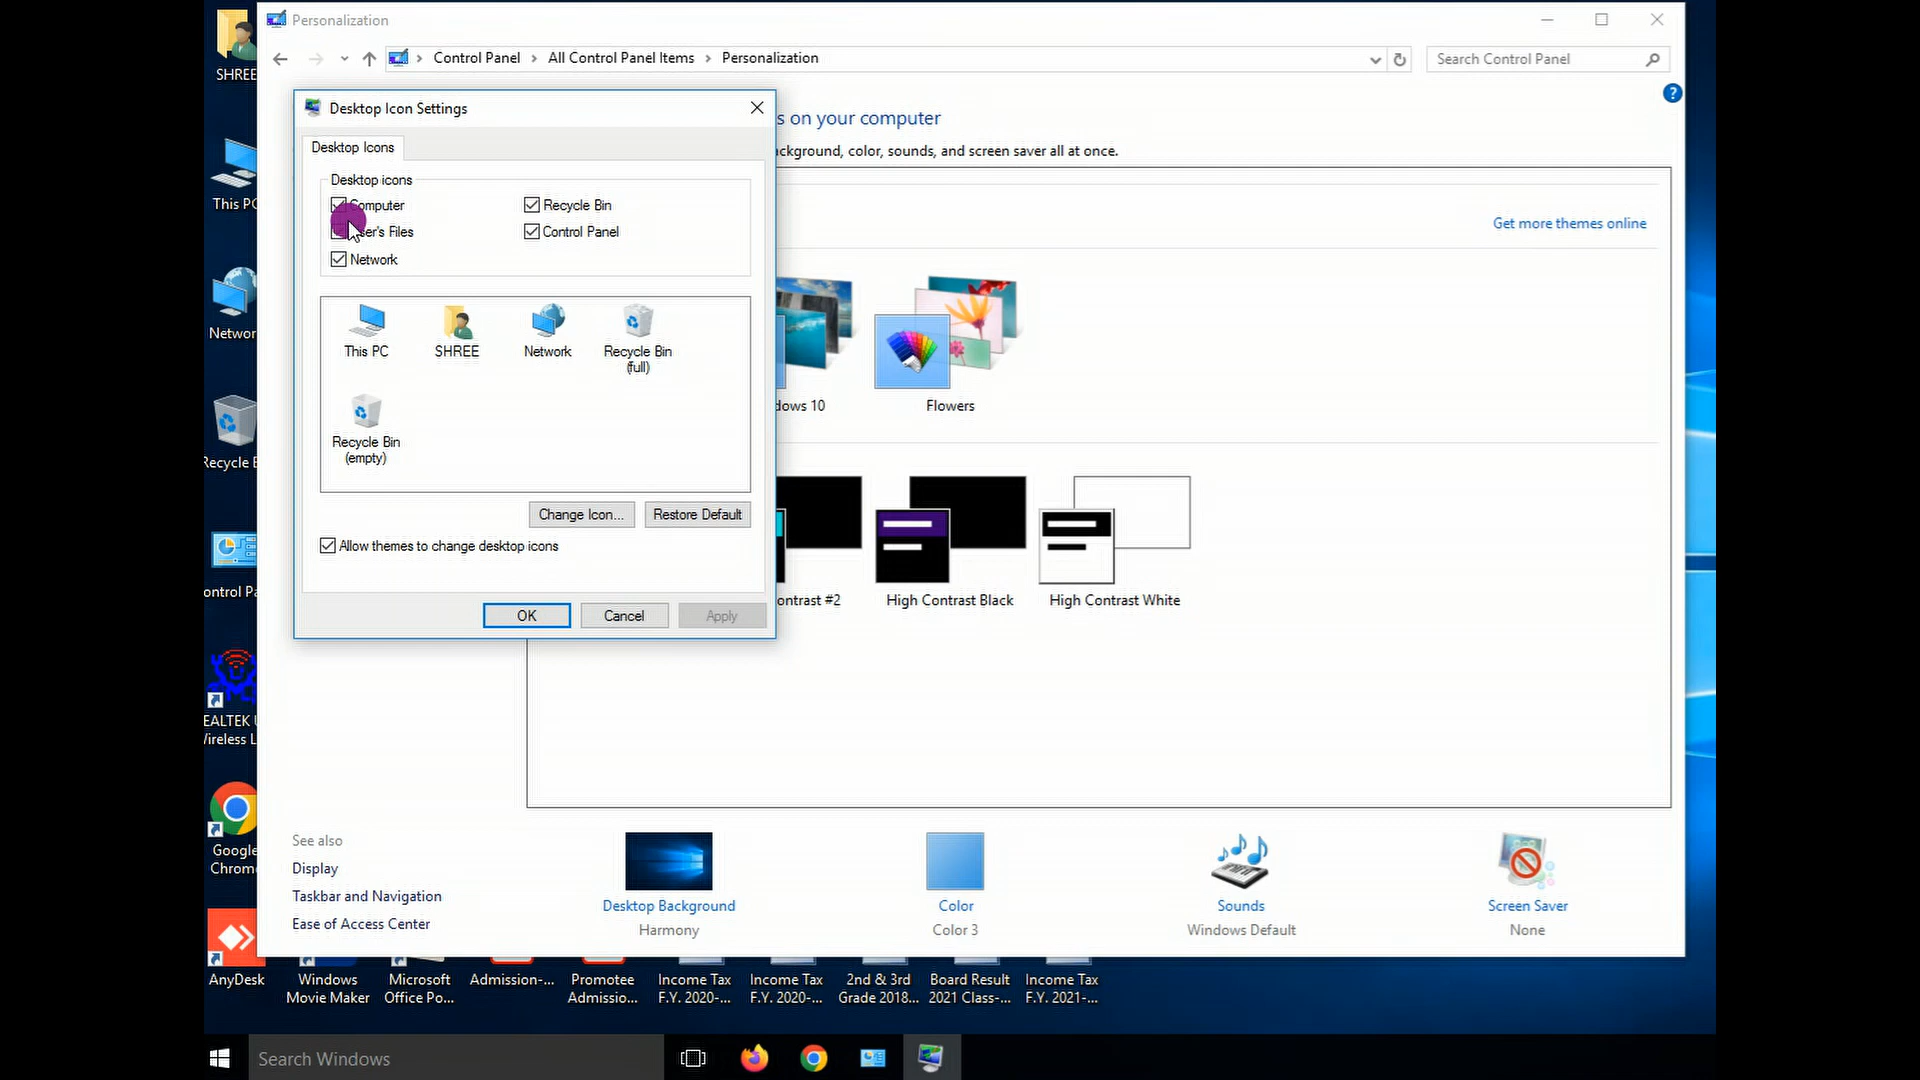 Personalization
Control Panel
All Control Panel Items
Personalization
Search Control Panel
?
Desktop Icon Settings
s on your computer
ckground, color, sounds, and screen saver all at once.
Get more themes online
Desktop Icons
Desktop icons
Computer
Recycle Bin
ser's Files
Control Panel
Network
This PC
SHREE
Network
Recycle Bin
(full)
Recycle Bin
(empty)
Change Icon...
Restore Default
Allow themes to change desktop icons
OK
Cancel
Apply
dows 10
Flowers
ontrast #2
High Contrast Black
High Contrast White
See also
Display
Taskbar and Navigation
Ease of Access Center
Desktop Background
Harmony
Color
Color 3
Sounds
Windows Default
Screen Saver
None
SHREE
This PC
Networ
Recycle B
ontrol Pa
EALTEK U
Vireless L
Google
Chrome
AnyDesk
Windows
Movie Maker
Microsoft
Office Po...
Admission-...
Promotee
Admissio...
Income Tax
F.Y. 2020-...
Income Tax
F.Y. 2020-...
2nd & 3rd
Grade 2018...
Board Result
2021 Class-...
Income Tax
F.Y. 2021-...
Search Windows